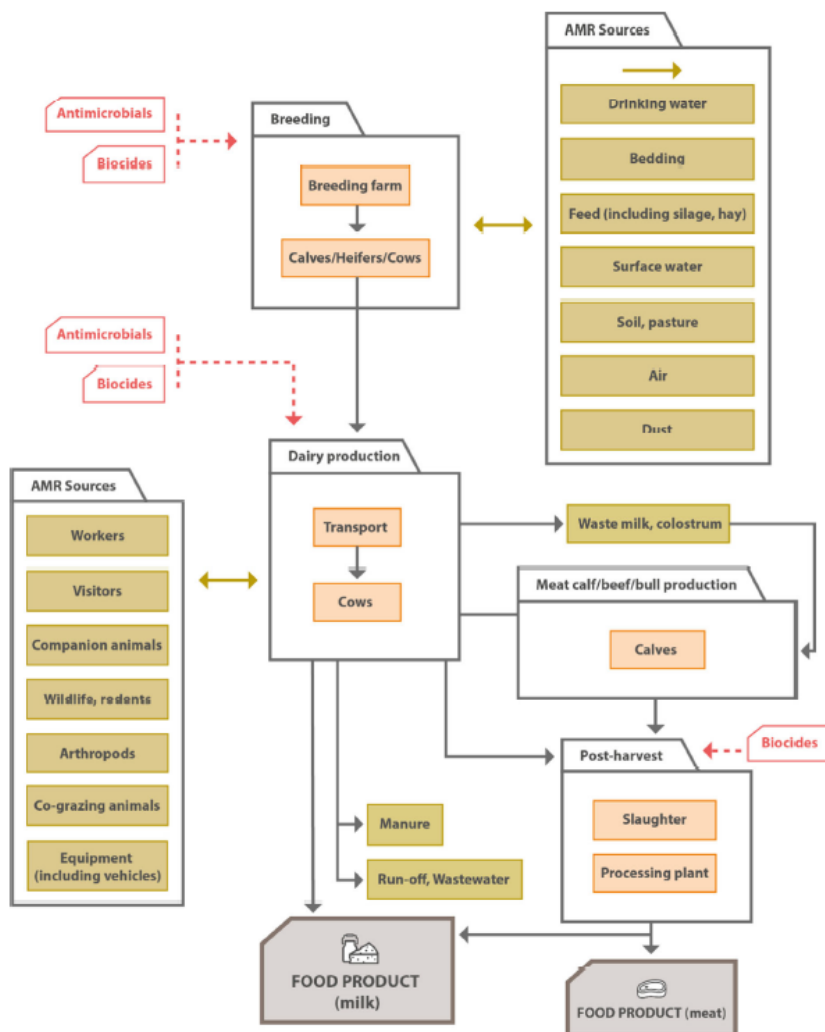 AMR Sources
Drinking water
Bedding
Feed (including silage, hay)
Surface water
Soil, pasture
Air
Dust
Antimicrobials
Biocides
Breeding
Breeding farm
Calves/Heifers/Cows
Antimicrobials
Biocides
Dairy production
Transport
Cows
AMR Sources
Workers
Visitors
Companion animals
Wildlife, rodents
Arthropods
Co-grazing animals
Equipment
(including vehicles)
Waste milk, colostrum
Meat calf/beef/bull production
Calves
Biocides
Post-harvest
Slaughter
Processing plant
Manure
Run-off, Wastewater
FOOD PRODUCT
(milk)
FOOD PRODUCT (meat)